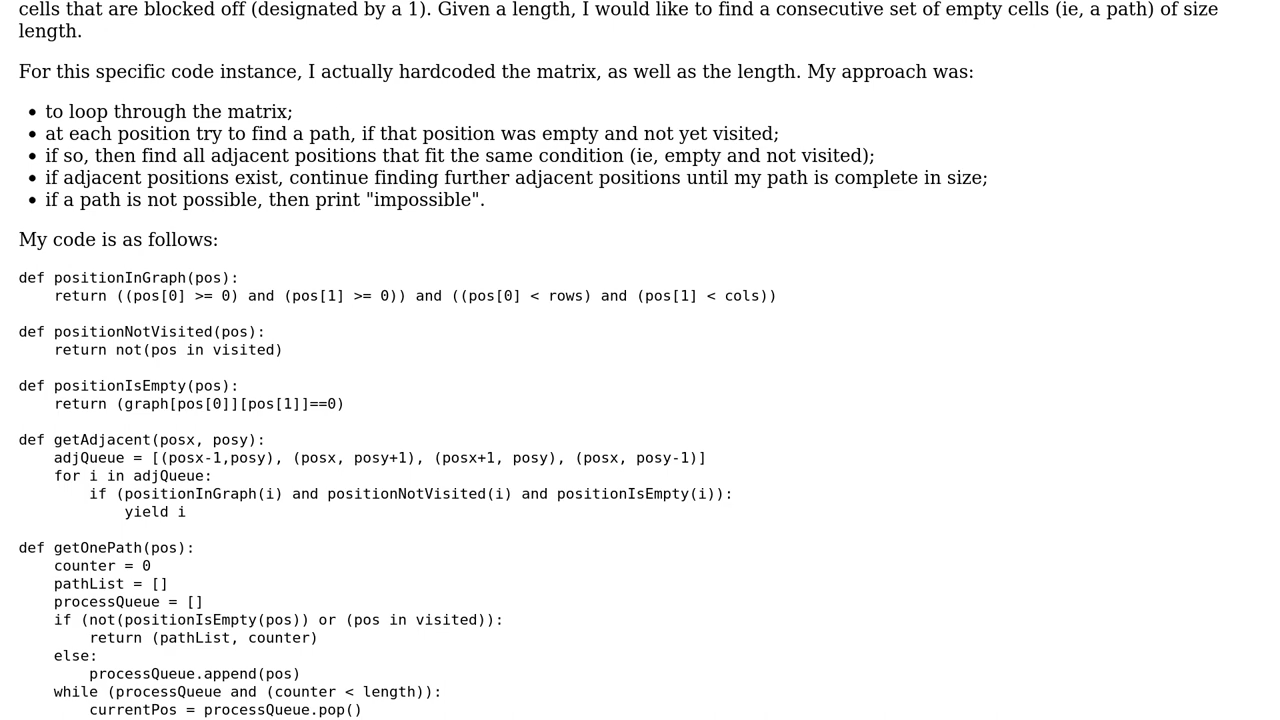 cells that are blocked off (designated by a 1). Given a length, I would like to find a consecutive set of empty cells (ie, a path) of size
length.
For this specific code instance, I actually hardcoded the matrix, as well as the length. My approach was:
• to loop through the matrix;
• at each position try to find a path, if that position was empty and not yet visited;
• if so, then find all adjacent positions that fit the same condition (ie, empty and not visited);
• if adjacent positions exist, continue finding further adjacent positions until my path is complete in size;
• if a path is not possible, then print "impossible".
My code is as follows:
def positionInGraph(pos):
    return ((pos[0] >= 0) and (pos[1] >= 0)) and ((pos[0] < rows) and (pos[1] < cols))
def positionNotVisited(pos):
    return not(pos in visited)
def positionIsEmpty(pos):
    return (graph[pos[0]][pos[1]]==0)
def getAdjacent(posx, posy):
    adjQueue = [(posx-1,posy), (posx, posy+1), (posx+1, posy), (posx, posy-1)]
    for i in adjQueue:
        if (positionInGraph(i) and positionNotVisited(i) and positionIsEmpty(i)):
            yield i
def getOnePath(pos):
    counter = 0
    pathList = []
    processQueue = []
    if (not(positionIsEmpty(pos)) or (pos in visited)):
        return (pathList, counter)
    else:
        processQueue.append(pos)
    while (processQueue and (counter < length)):
        currentPos = processQueue.pop()